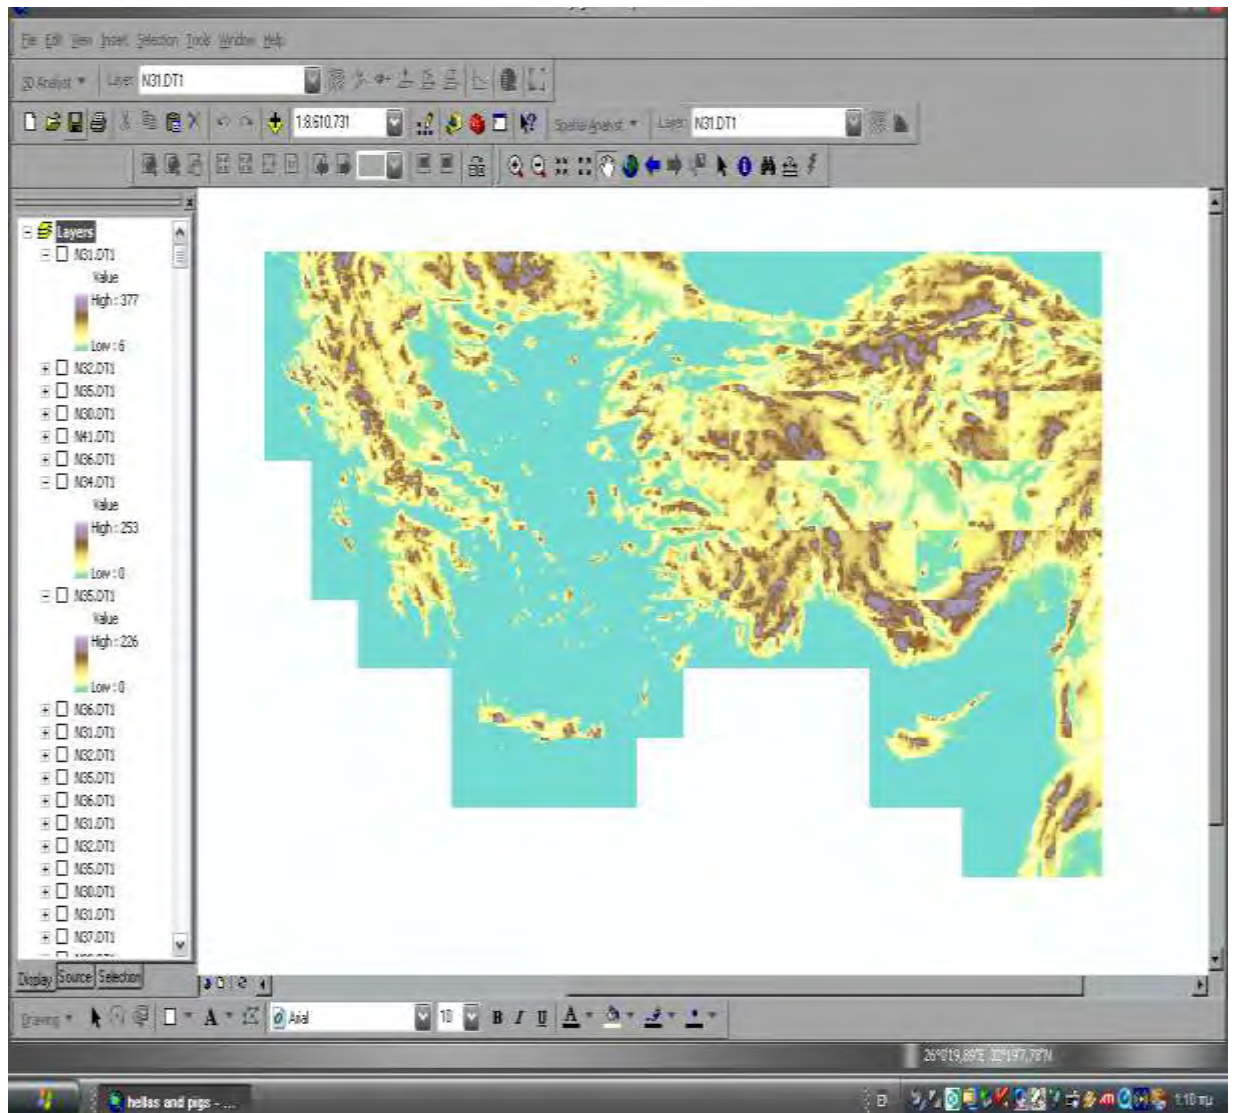 File Edit View Insert Selection Tools Window Help
3D Analyst Layer: N31.DT1
1:8.610.731 Spatial Analyst Layer: N31.DT1
Layers
N31.DT1
Value
High : 377
Low : 6
N32.DT1
N35.DT1
N30.DT1
N41.DT1
N36.DT1
N34.DT1
Value
High : 253
Low : 0
N35.DT1
Value
High : 226
Low : 0
N36.DT1
N31.DT1
N32.DT1
N35.DT1
N36.DT1
N31.DT1
N32.DT1
N35.DT1
N30.DT1
N31.DT1
N37.DT1
Display Source Selection
Drawing A Arial 10 B I U A
hellas and pigs - ...
1:10 πμ